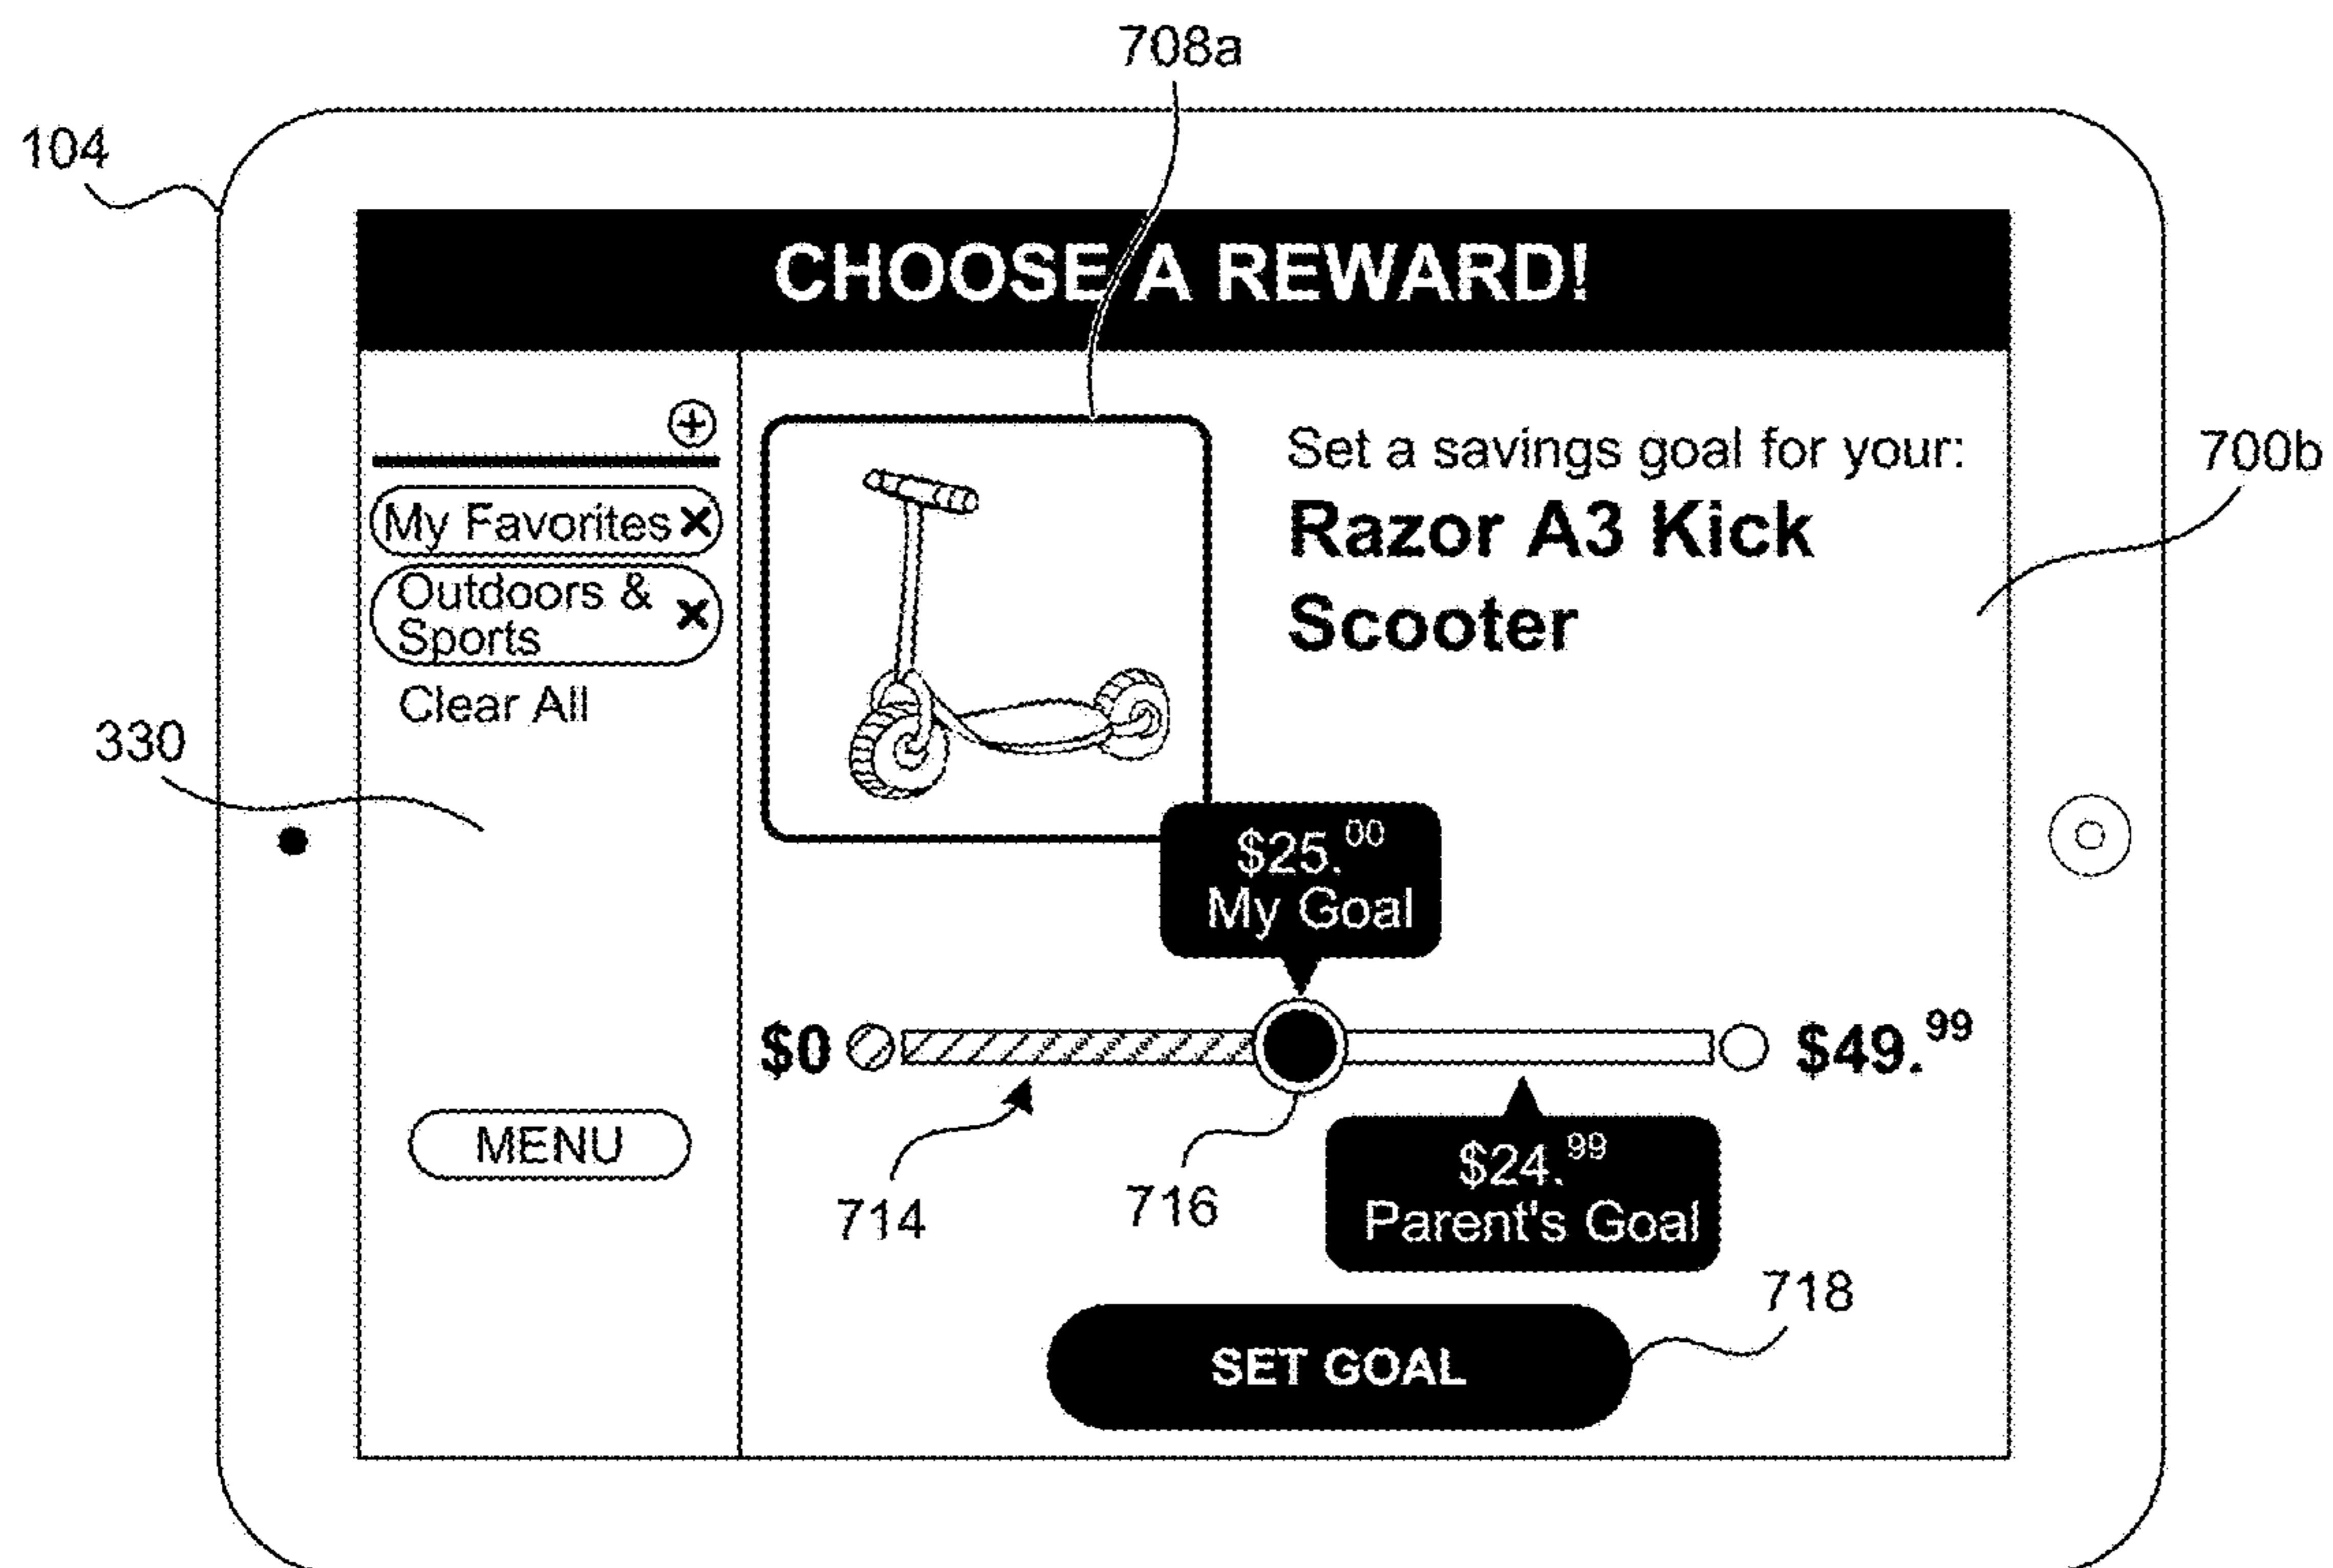 708a
104
CHOOSE A REWARD!
700b
My Favorites ×
Outdoors & ×
Sports
Clear All
330
MENU
Set a savings goal for your:
Razor A3 Kick
Scooter
$25.00
My Goal
$0
$49.99
714
716
$24.99
Parent's Goal
718
SET GOAL